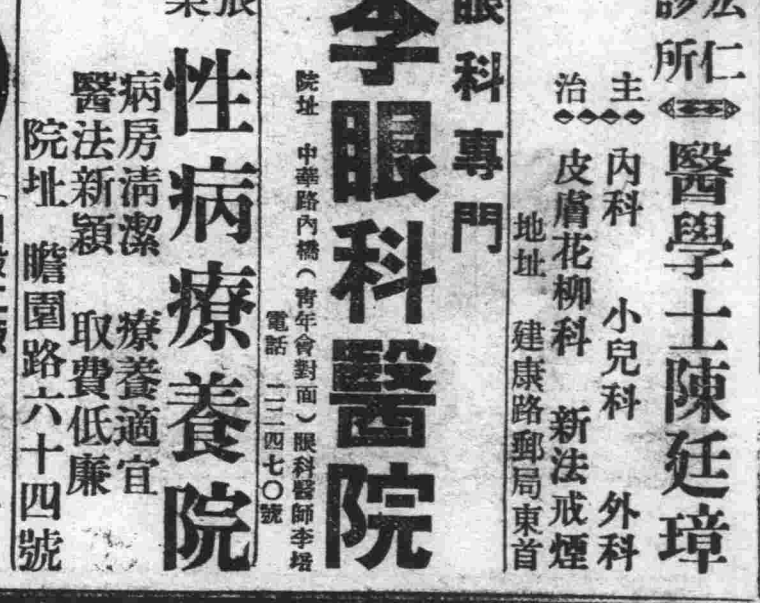 宏仁
診所
醫學士陳廷璋
主治
內科　小兒科　外科
皮膚花柳科　新法戒煙
地址　建康路郵局東首
眼科專門
李眼科醫院
院址　中華路內橋（青年會對面）眼科醫師李堦
電話　二二四七〇號
性病療養院
病房清潔　療養適宜
醫法新穎　取費低廉
院址　瞻園路六十四號